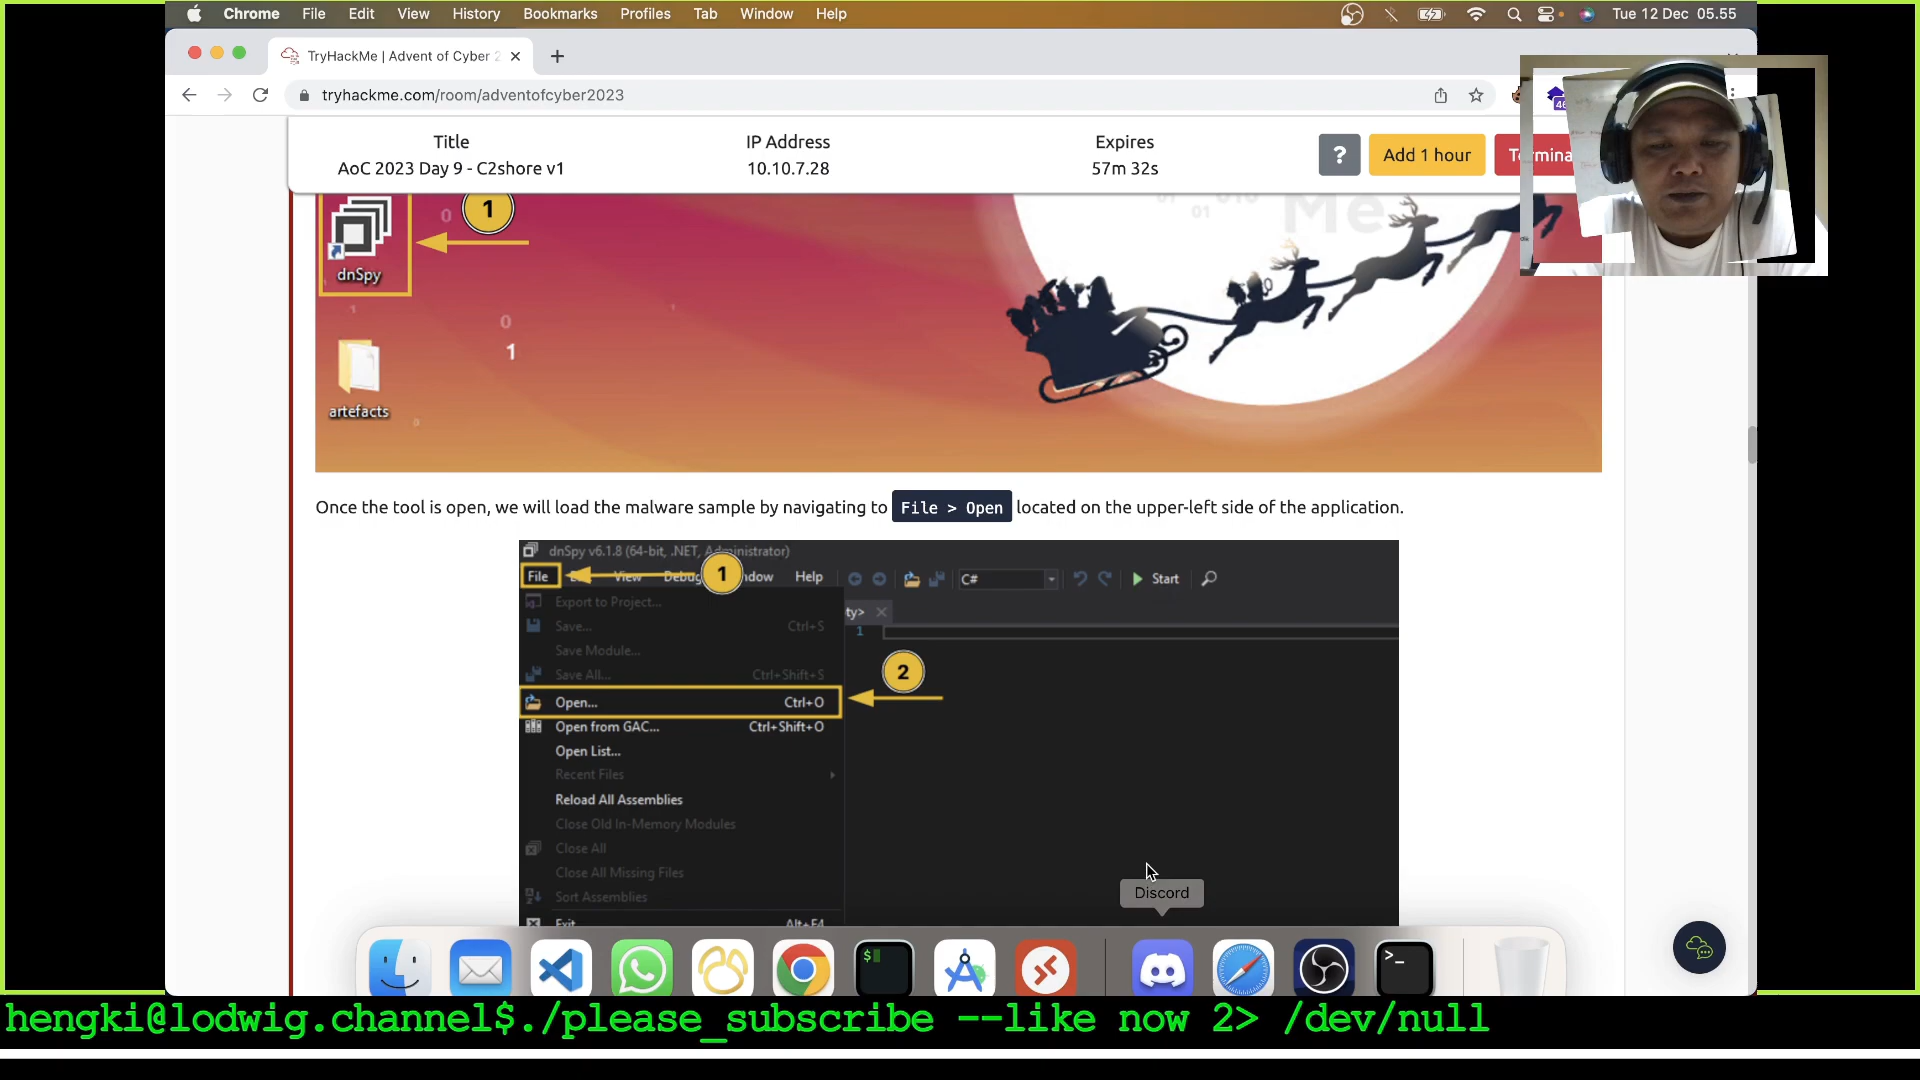 Chrome File Edit View History Bookmarks Profiles Tab Window Help Tue 12 Dec 05.55
TryHackMe | Advent of Cyber 2
tryhackme.com/room/adventofcyber2023
Title IP Address Expires
AoC 2023 Day 9 - C2shore v1 10.10.7.28 57m 32s
? Add 1 hour Termina
1
dnSpy
0
1
artefacts
Me
01
Once the tool is open, we will load the malware sample by navigating to File > Open located on the upper-left side of the application.
dnSpy v6.1.8 (64-bit, .NET, Administrator)
File View Debug Window Help C# Start
1
Export to Project...
Save... Ctrl+S
Save Module...
Save All... Ctrl+Shift+S
Open... Ctrl+O
Open from GAC... Ctrl+Shift+O
Open List...
Recent Files
Reload All Assemblies
Close Old In-Memory Modules
Close All
Close All Missing Files
Sort Assemblies
Exit Alt+F4
ty>
1
2
Discord
$
>_
hengki@lodwig.channel$./please_subscribe --like now 2> /dev/null